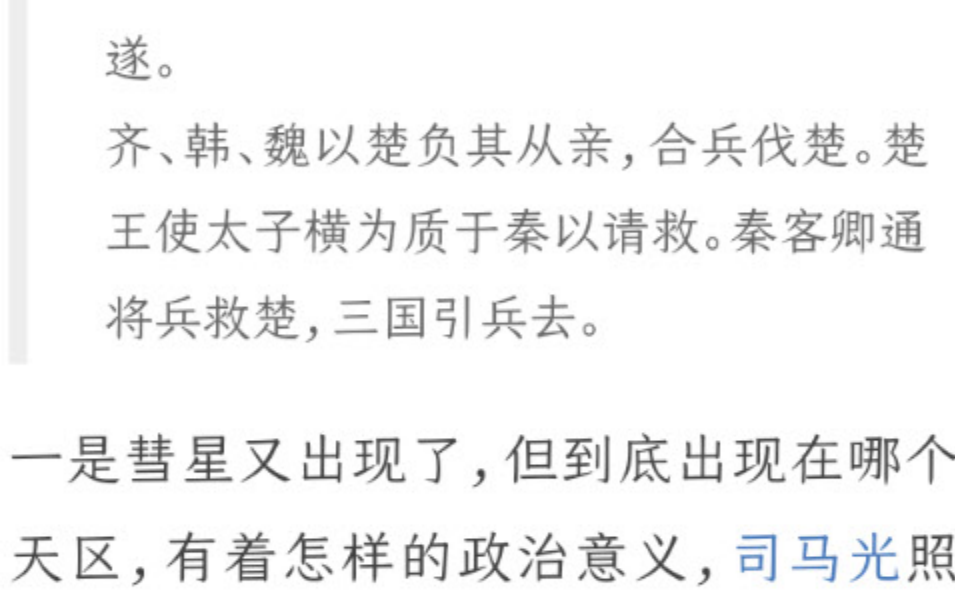 遂。
齐、韩、魏以楚负其从亲，合兵伐楚。楚
王使太子横为质于秦以请救。秦客卿通
将兵救楚，三国引兵去。
一是彗星又出现了，但到底出现在哪个
天区，有着怎样的政治意义，司马光照